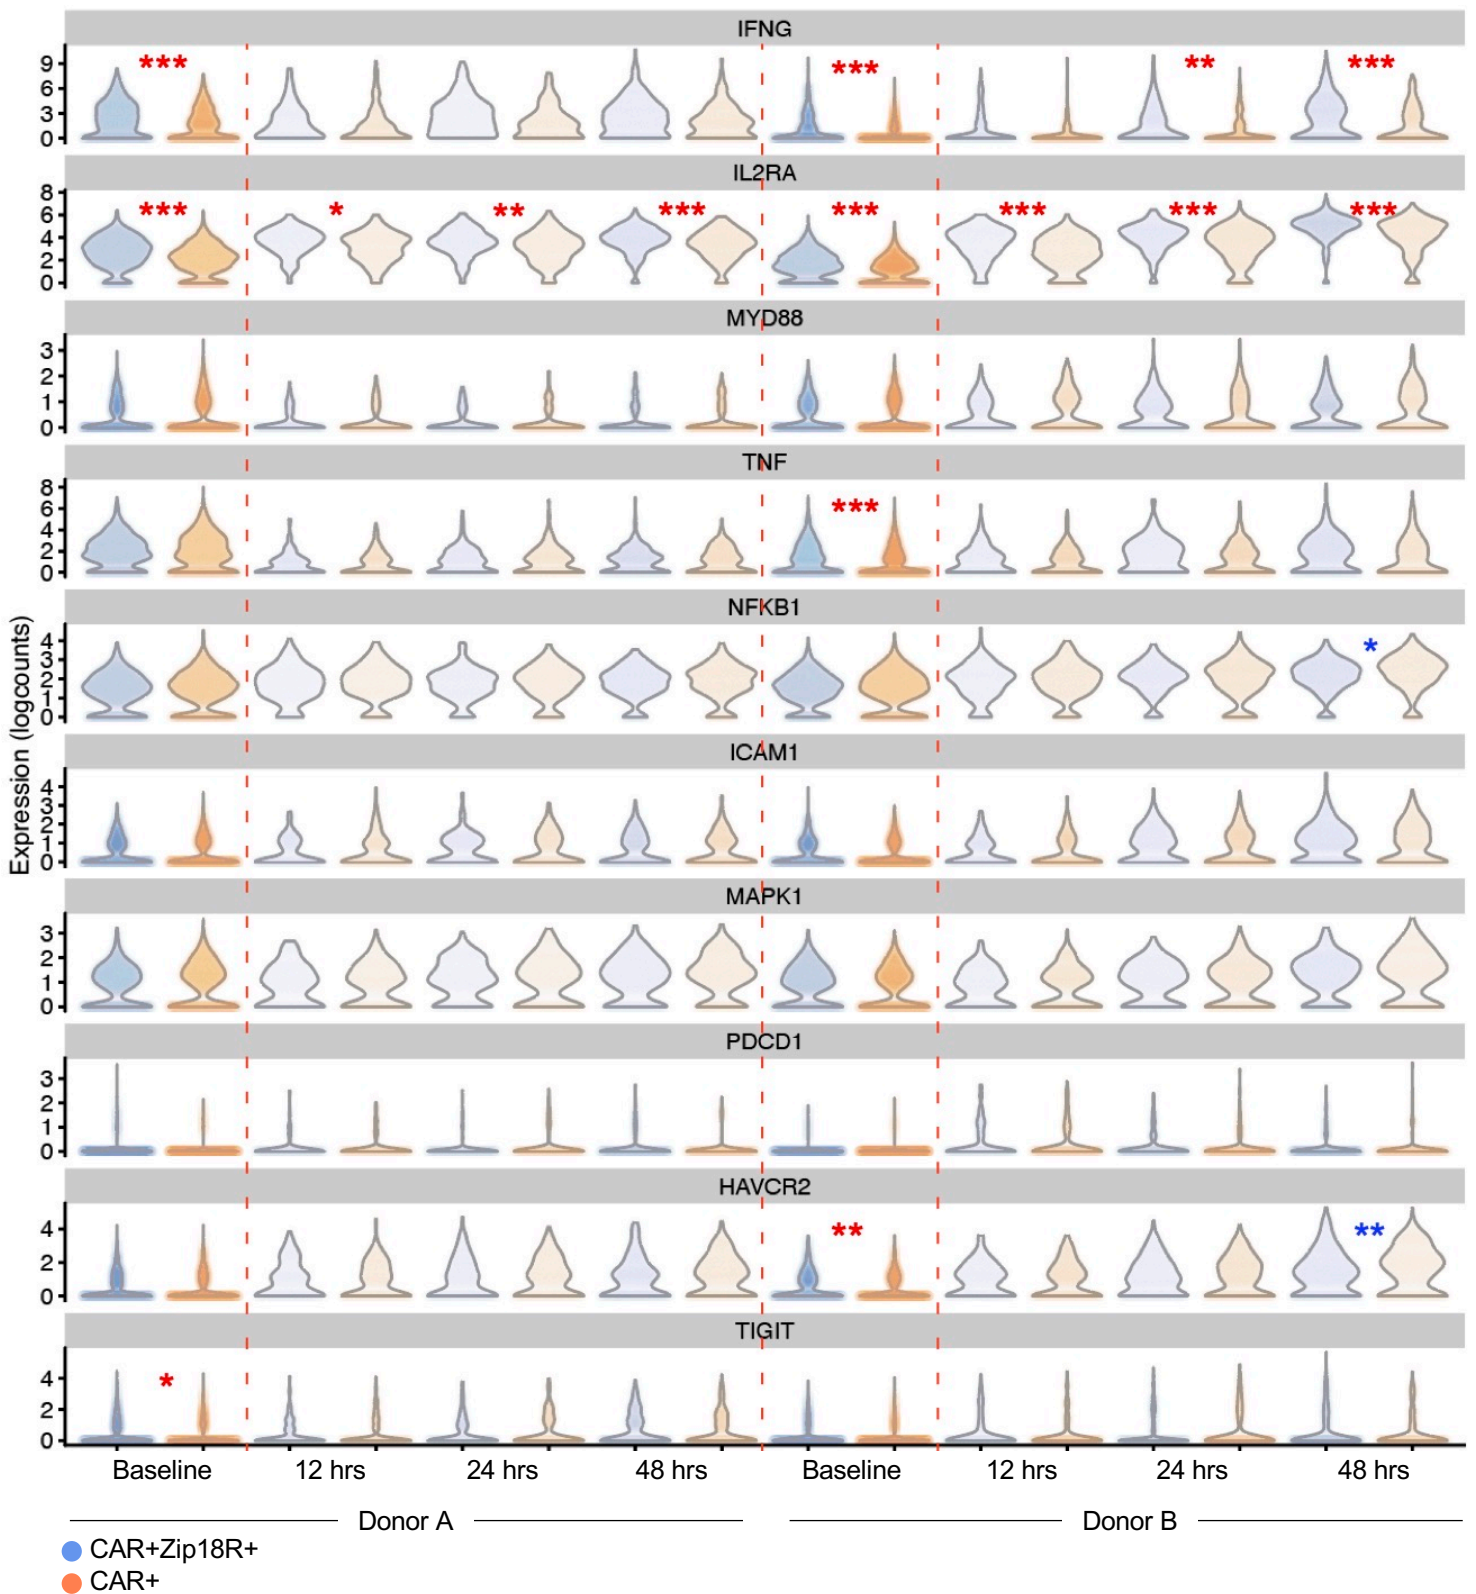 IFNG
*** *** ** ***
9
6
3
0
IL2RA
*** * ** *** *** *** *** ***
8
6
4
2
0
MYD88
3
2
1
0
TNF
***
8
6
4
2
0
NFKB1
*
4
3
2
1
0
ICAM1
4
3
2
1
0
MAPK1
3
2
1
0
PDCD1
3
2
1
0
HAVCR2
** **
4
2
0
TIGIT
*
4
2
0
Expression (logcounts)
Baseline 12 hrs 24 hrs 48 hrs Baseline 12 hrs 24 hrs 48 hrs
Donor A Donor B
CAR+Zip18R+
CAR+